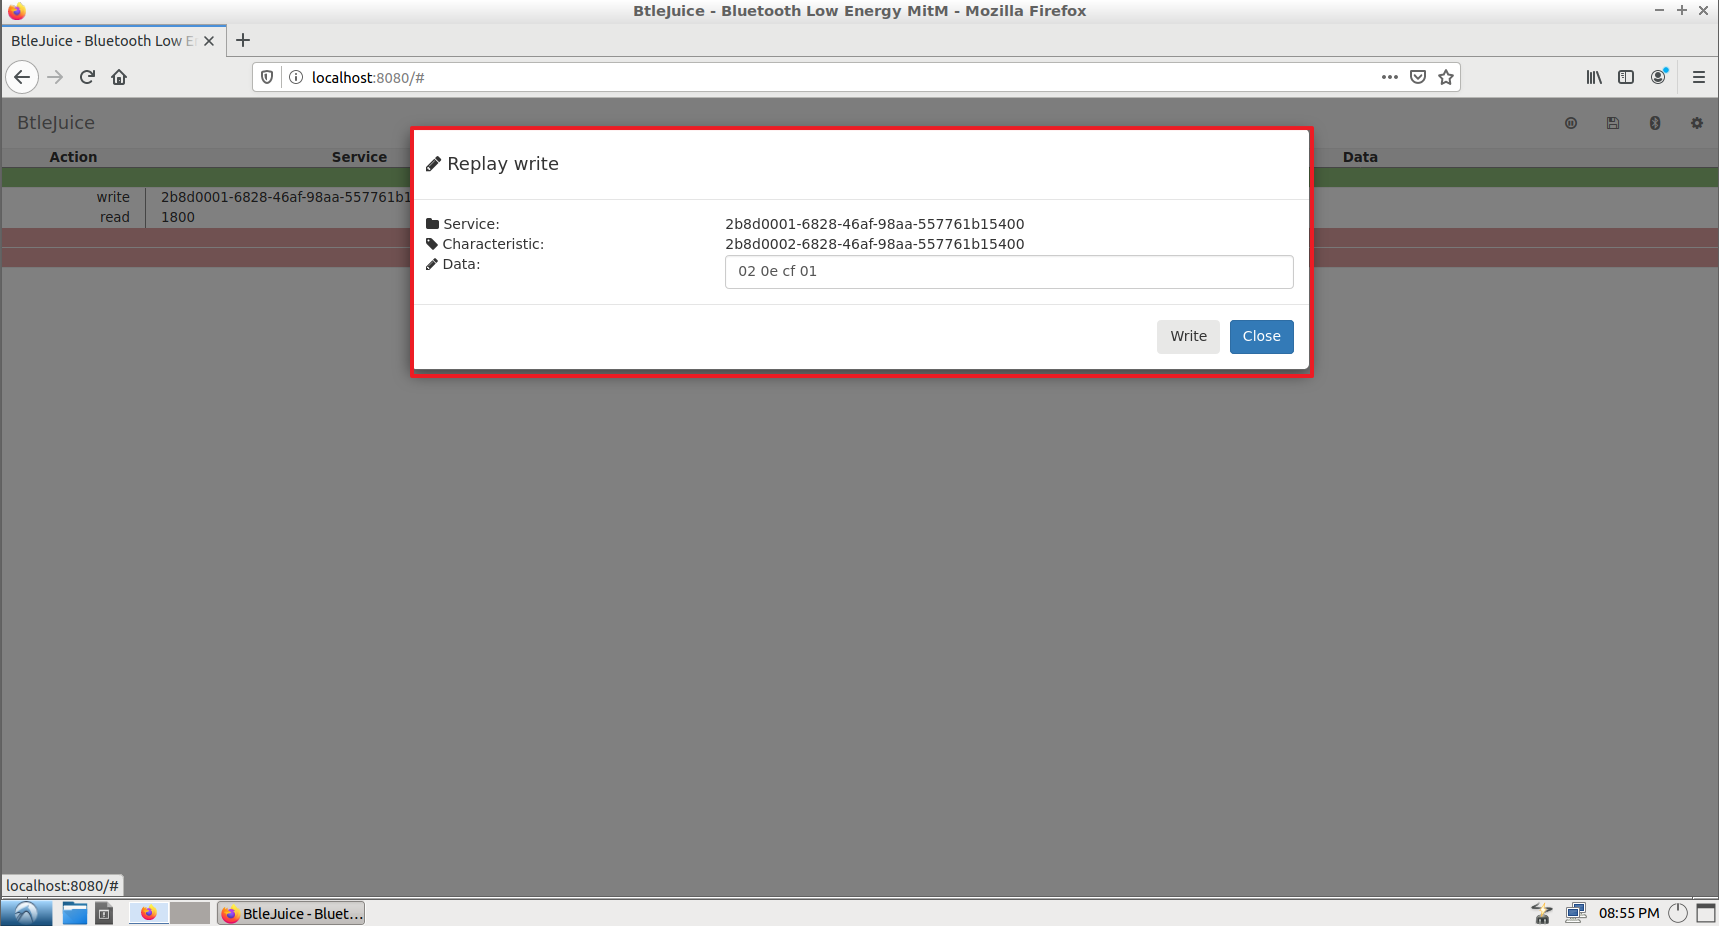 BtleJuice - Bluetooth Low Energy MitM - Mozilla Firefox
BtleJuice - Bluetooth Low E
localhost:8080/#
BtleJuice
Action Service Data
write 2b8d0001-6828-46af-98aa-557761b1
read 1800
Replay write
Service: 2b8d0001-6828-46af-98aa-557761b15400
Characteristic: 2b8d0002-6828-46af-98aa-557761b15400
Data: 02 0e cf 01
Write Close
localhost:8080/#
BtleJuice - Bluet... 08:55 PM